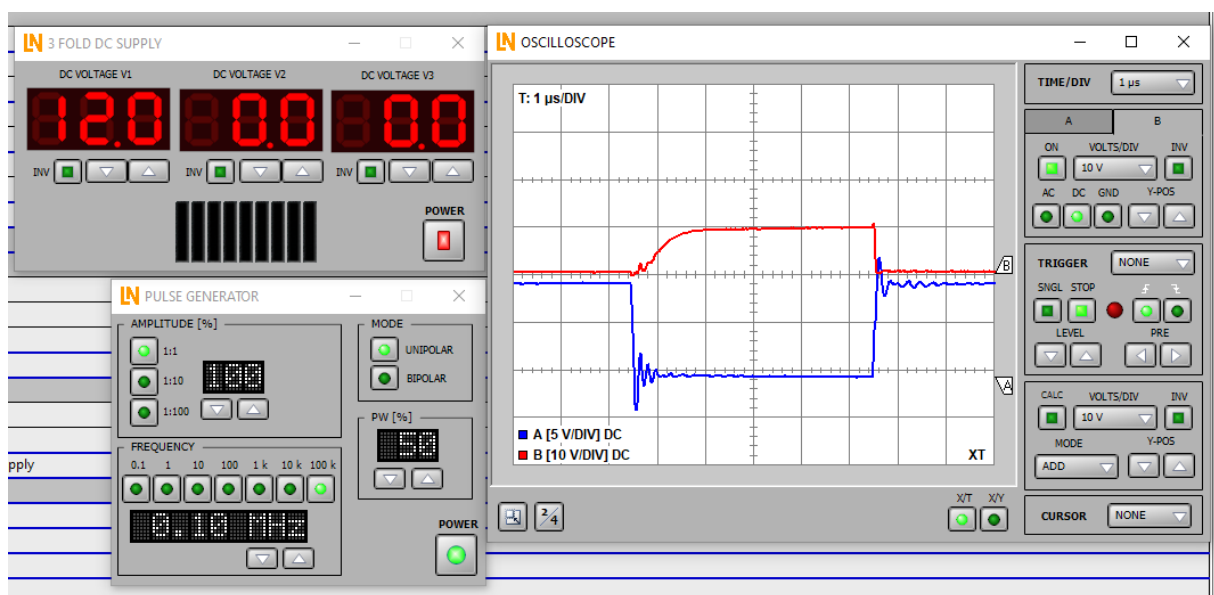 LN 3 FOLD DC SUPPLY
DC VOLTAGE V1 DC VOLTAGE V2 DC VOLTAGE V3
12.0 0.0 0.0
INV INV INV
POWER
LN PULSE GENERATOR
AMPLITUDE [%]
1:1
1:10
1:100
100
MODE
UNIPOLAR
BIPOLAR
PW [%]
50
FREQUENCY
0.1 1 10 100 1 k 10 k 100 k
0.10 MHz
POWER
pply
LN OSCILLOSCOPE
T: 1 µs/DIV
B
A
A [5 V/DIV] DC
B [10 V/DIV] DC
XT
2/4
X/T X/Y
TIME/DIV 1 µs
A B
ON VOLTS/DIV INV
10 V
AC DC GND Y-POS
TRIGGER NONE
SNGL STOP
LEVEL PRE
CALC VOLTS/DIV INV
10 V
MODE Y-POS
ADD
CURSOR NONE